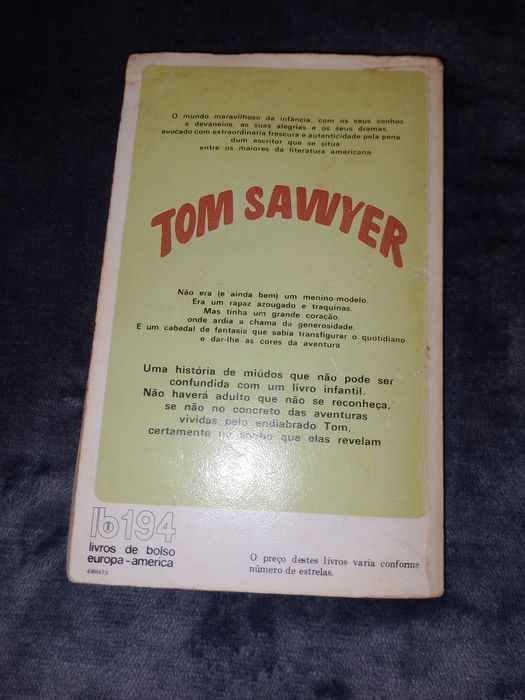 O mundo maravilhoso da infância, com os seus sonhos
e devaneios, as suas alegrias e os seus dramas,
evocado com extraordinária frescura e autenticidade pela pena
dum escritor que se situa
entre os maiores da literatura americana
TOM SAWYER
Não era (e ainda bem) um menino-modelo.
Era um rapaz azougado e traquinas.
Mas tinha um grande coração,
onde ardia a chama da generosidade.
E um cabedal de fantasia que sabia transfigurar o quotidiano
e dar-lhe as cores da aventura
Uma história de miúdos que não pode ser
confundida com um livro infantil.
Não haverá adulto que não se reconheça,
se não no concreto das aventuras
vividas pelo endiabrado Tom,
certamente no sonho que elas revelam
lb194
livros de bolso
europa-america
O preço destes livros varia conforme
número de estrelas.